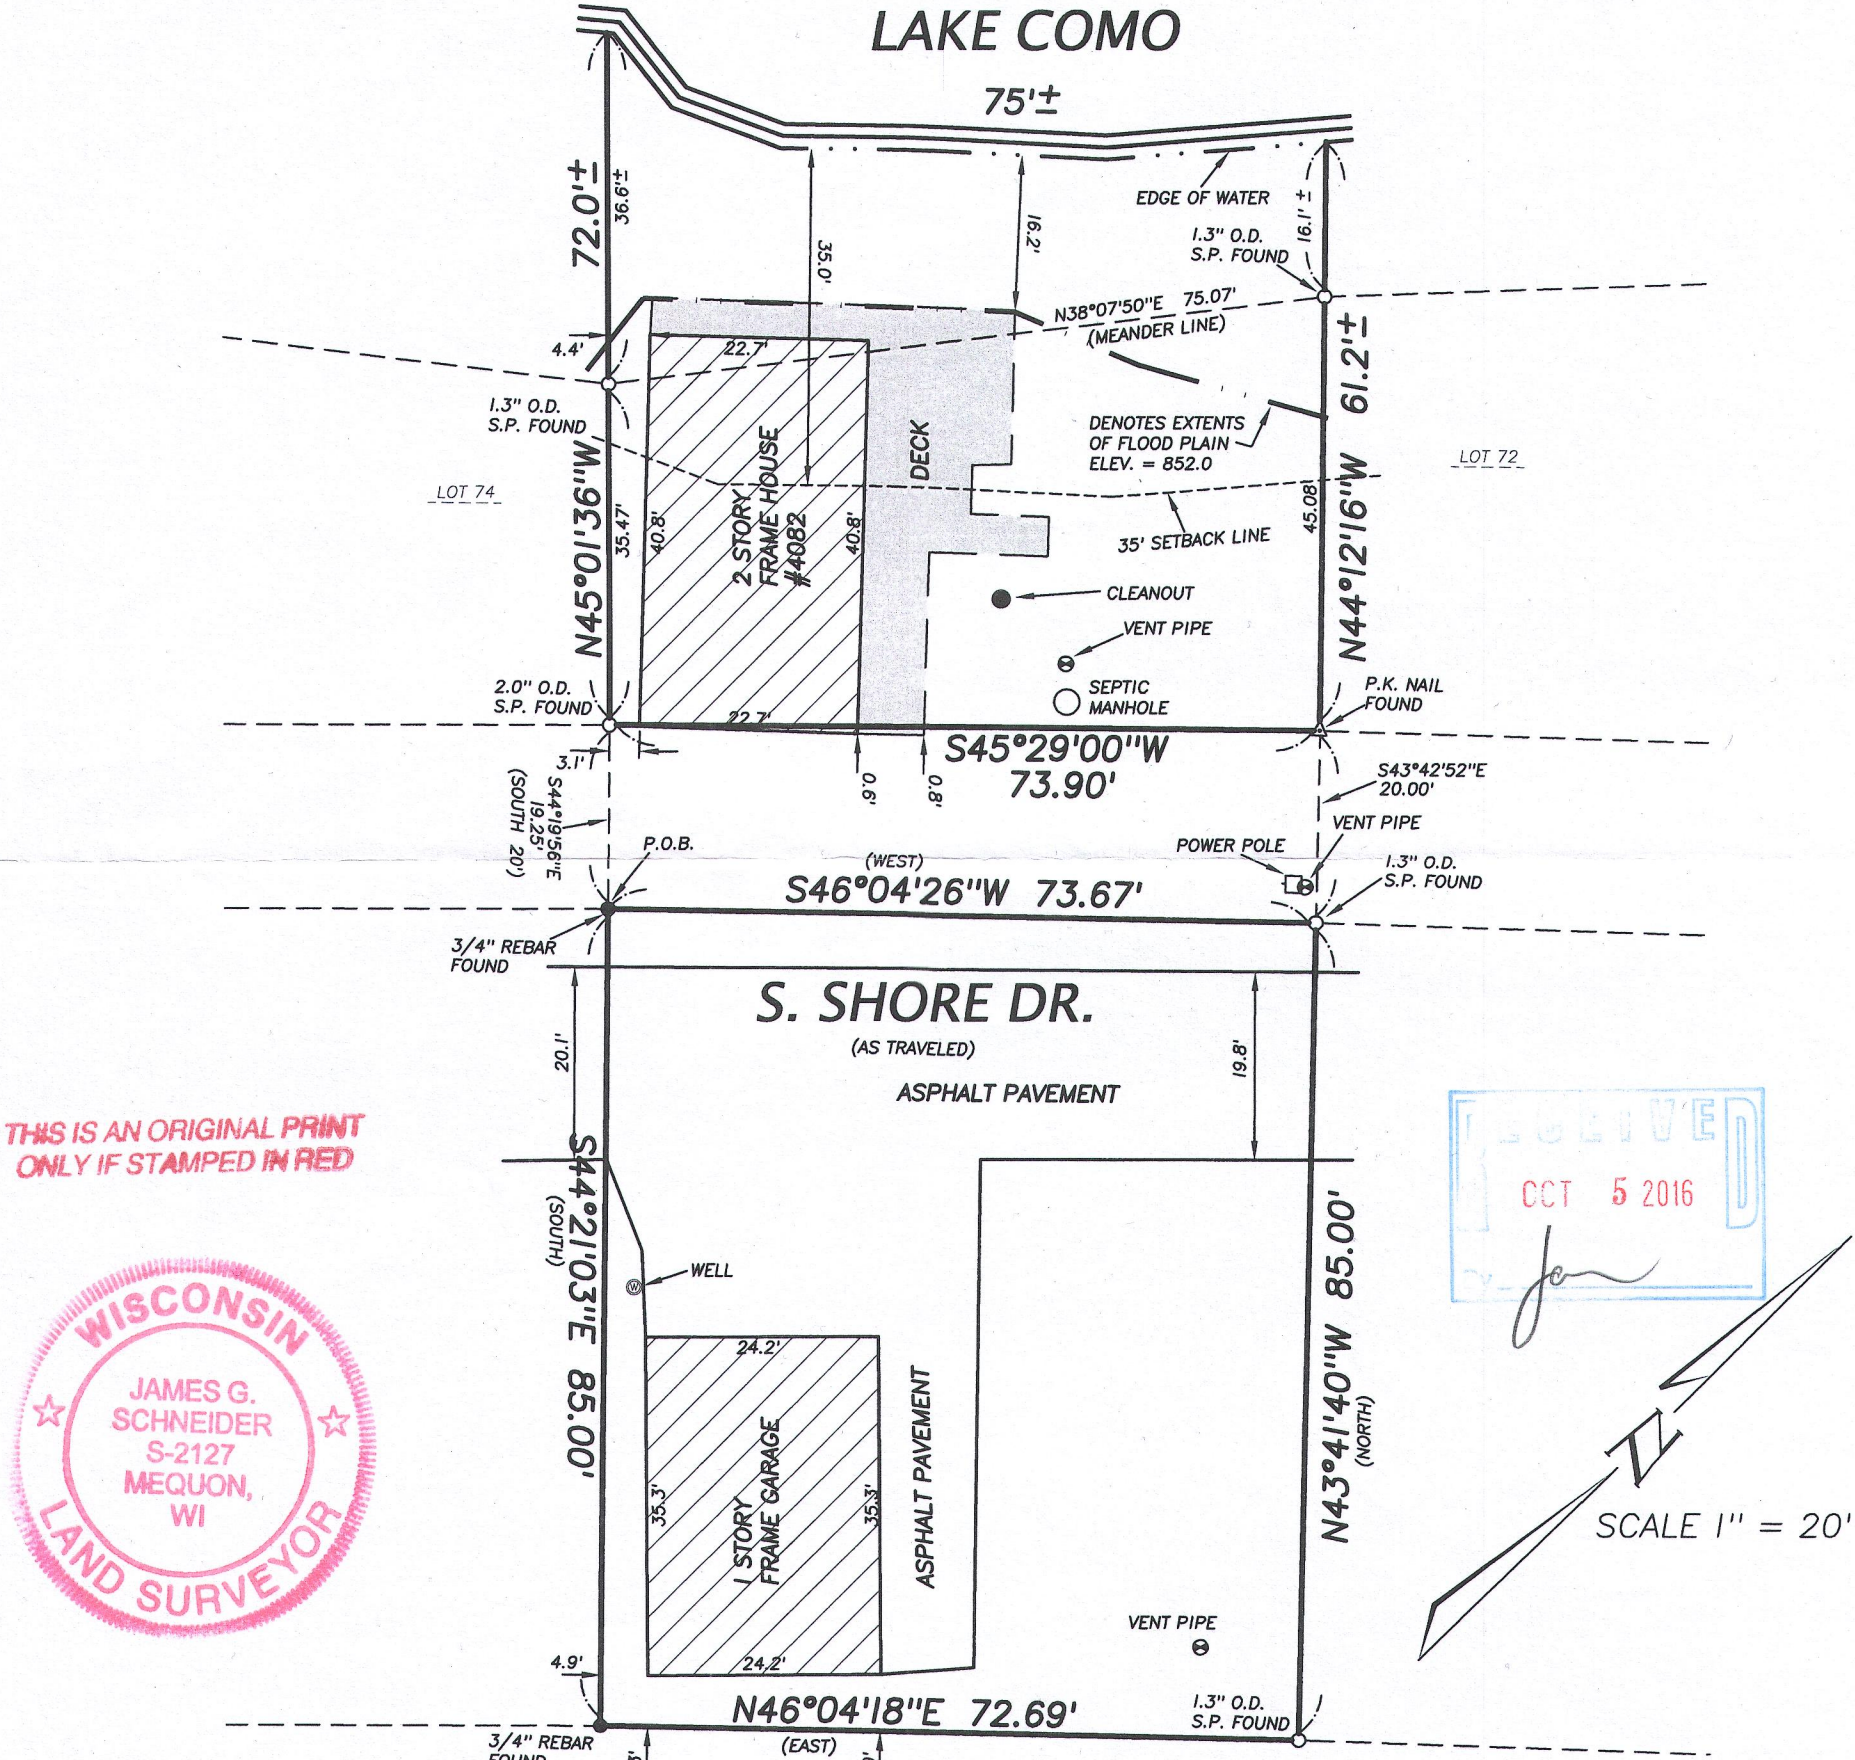 LAKE COMO
75'±
72.0'±
36.6'±
EDGE OF WATER
16.1' ±
1.3" O.D.
S.P. FOUND
35.0'
16.2'
N38°07'50"E 75.07'
(MEANDER LINE)
4.4'
22.7'
1.3" O.D.
S.P. FOUND
DENOTES EXTENTS
OF FLOOD PLAIN
ELEV. = 852.0
61.2'±
LOT 74
LOT 72
N45°01'36"W
35.47'
40.8'
2 STORY
FRAME HOUSE
#4082
40.8'
DECK
35' SETBACK LINE
45.08'
N44°12'16"W
CLEANOUT
VENT PIPE
SEPTIC
MANHOLE
2.0" O.D.
S.P. FOUND
P.K. NAIL
FOUND
22.7'
3.1'
S45°29'00"W
73.90'
0.6'
0.8'
S44°19'56"E
19.25'
(SOUTH 20')
S43°42'52"E
20.00'
P.O.B.
(WEST)
S46°04'26"W 73.67'
POWER POLE
VENT PIPE
1.3" O.D.
S.P. FOUND
3/4" REBAR
FOUND
S. SHORE DR.
(AS TRAVELED)
ASPHALT PAVEMENT
20.1'
19.8'
THIS IS AN ORIGINAL PRINT
ONLY IF STAMPED IN RED
RECEIVED
OCT 5 2016
S44°21'03"E 85.00'
(SOUTH)
WELL
24.2'
35.3'
1 STORY
FRAME GARAGE
35.3'
ASPHALT PAVEMENT
N43°41'40"W 85.00'
(NORTH)
WISCONSIN
JAMES G.
SCHNEIDER
S-2127
MEQUON,
WI
LAND SURVEYOR
N
SCALE 1" = 20'
VENT PIPE
4.9'
24.2'
N46°04'18"E 72.69'
(EAST)
1.3" O.D.
S.P. FOUND
3/4" REBAR
FOUND